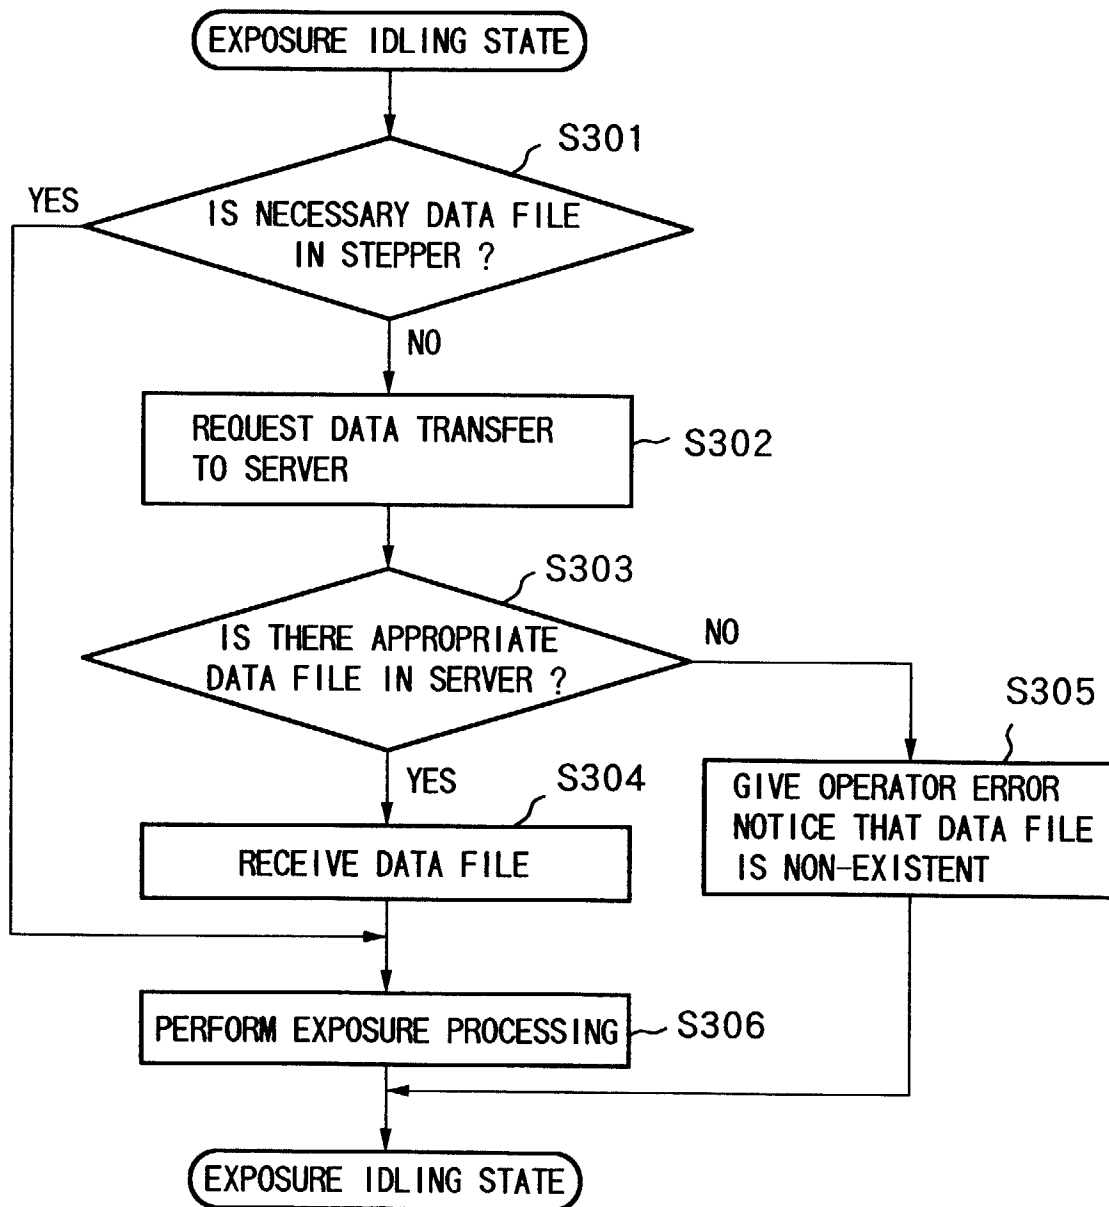 EXPOSURE IDLING STATE
S301
YES
IS NECESSARY DATA FILE
IN STEPPER ?
NO
REQUEST DATA TRANSFER
TO SERVER
S302
S303
IS THERE APPROPRIATE
DATA FILE IN SERVER ?
NO
S305
YES
S304
GIVE OPERATOR ERROR
NOTICE THAT DATA FILE
IS NON-EXISTENT
RECEIVE DATA FILE
PERFORM EXPOSURE PROCESSING
S306
EXPOSURE IDLING STATE